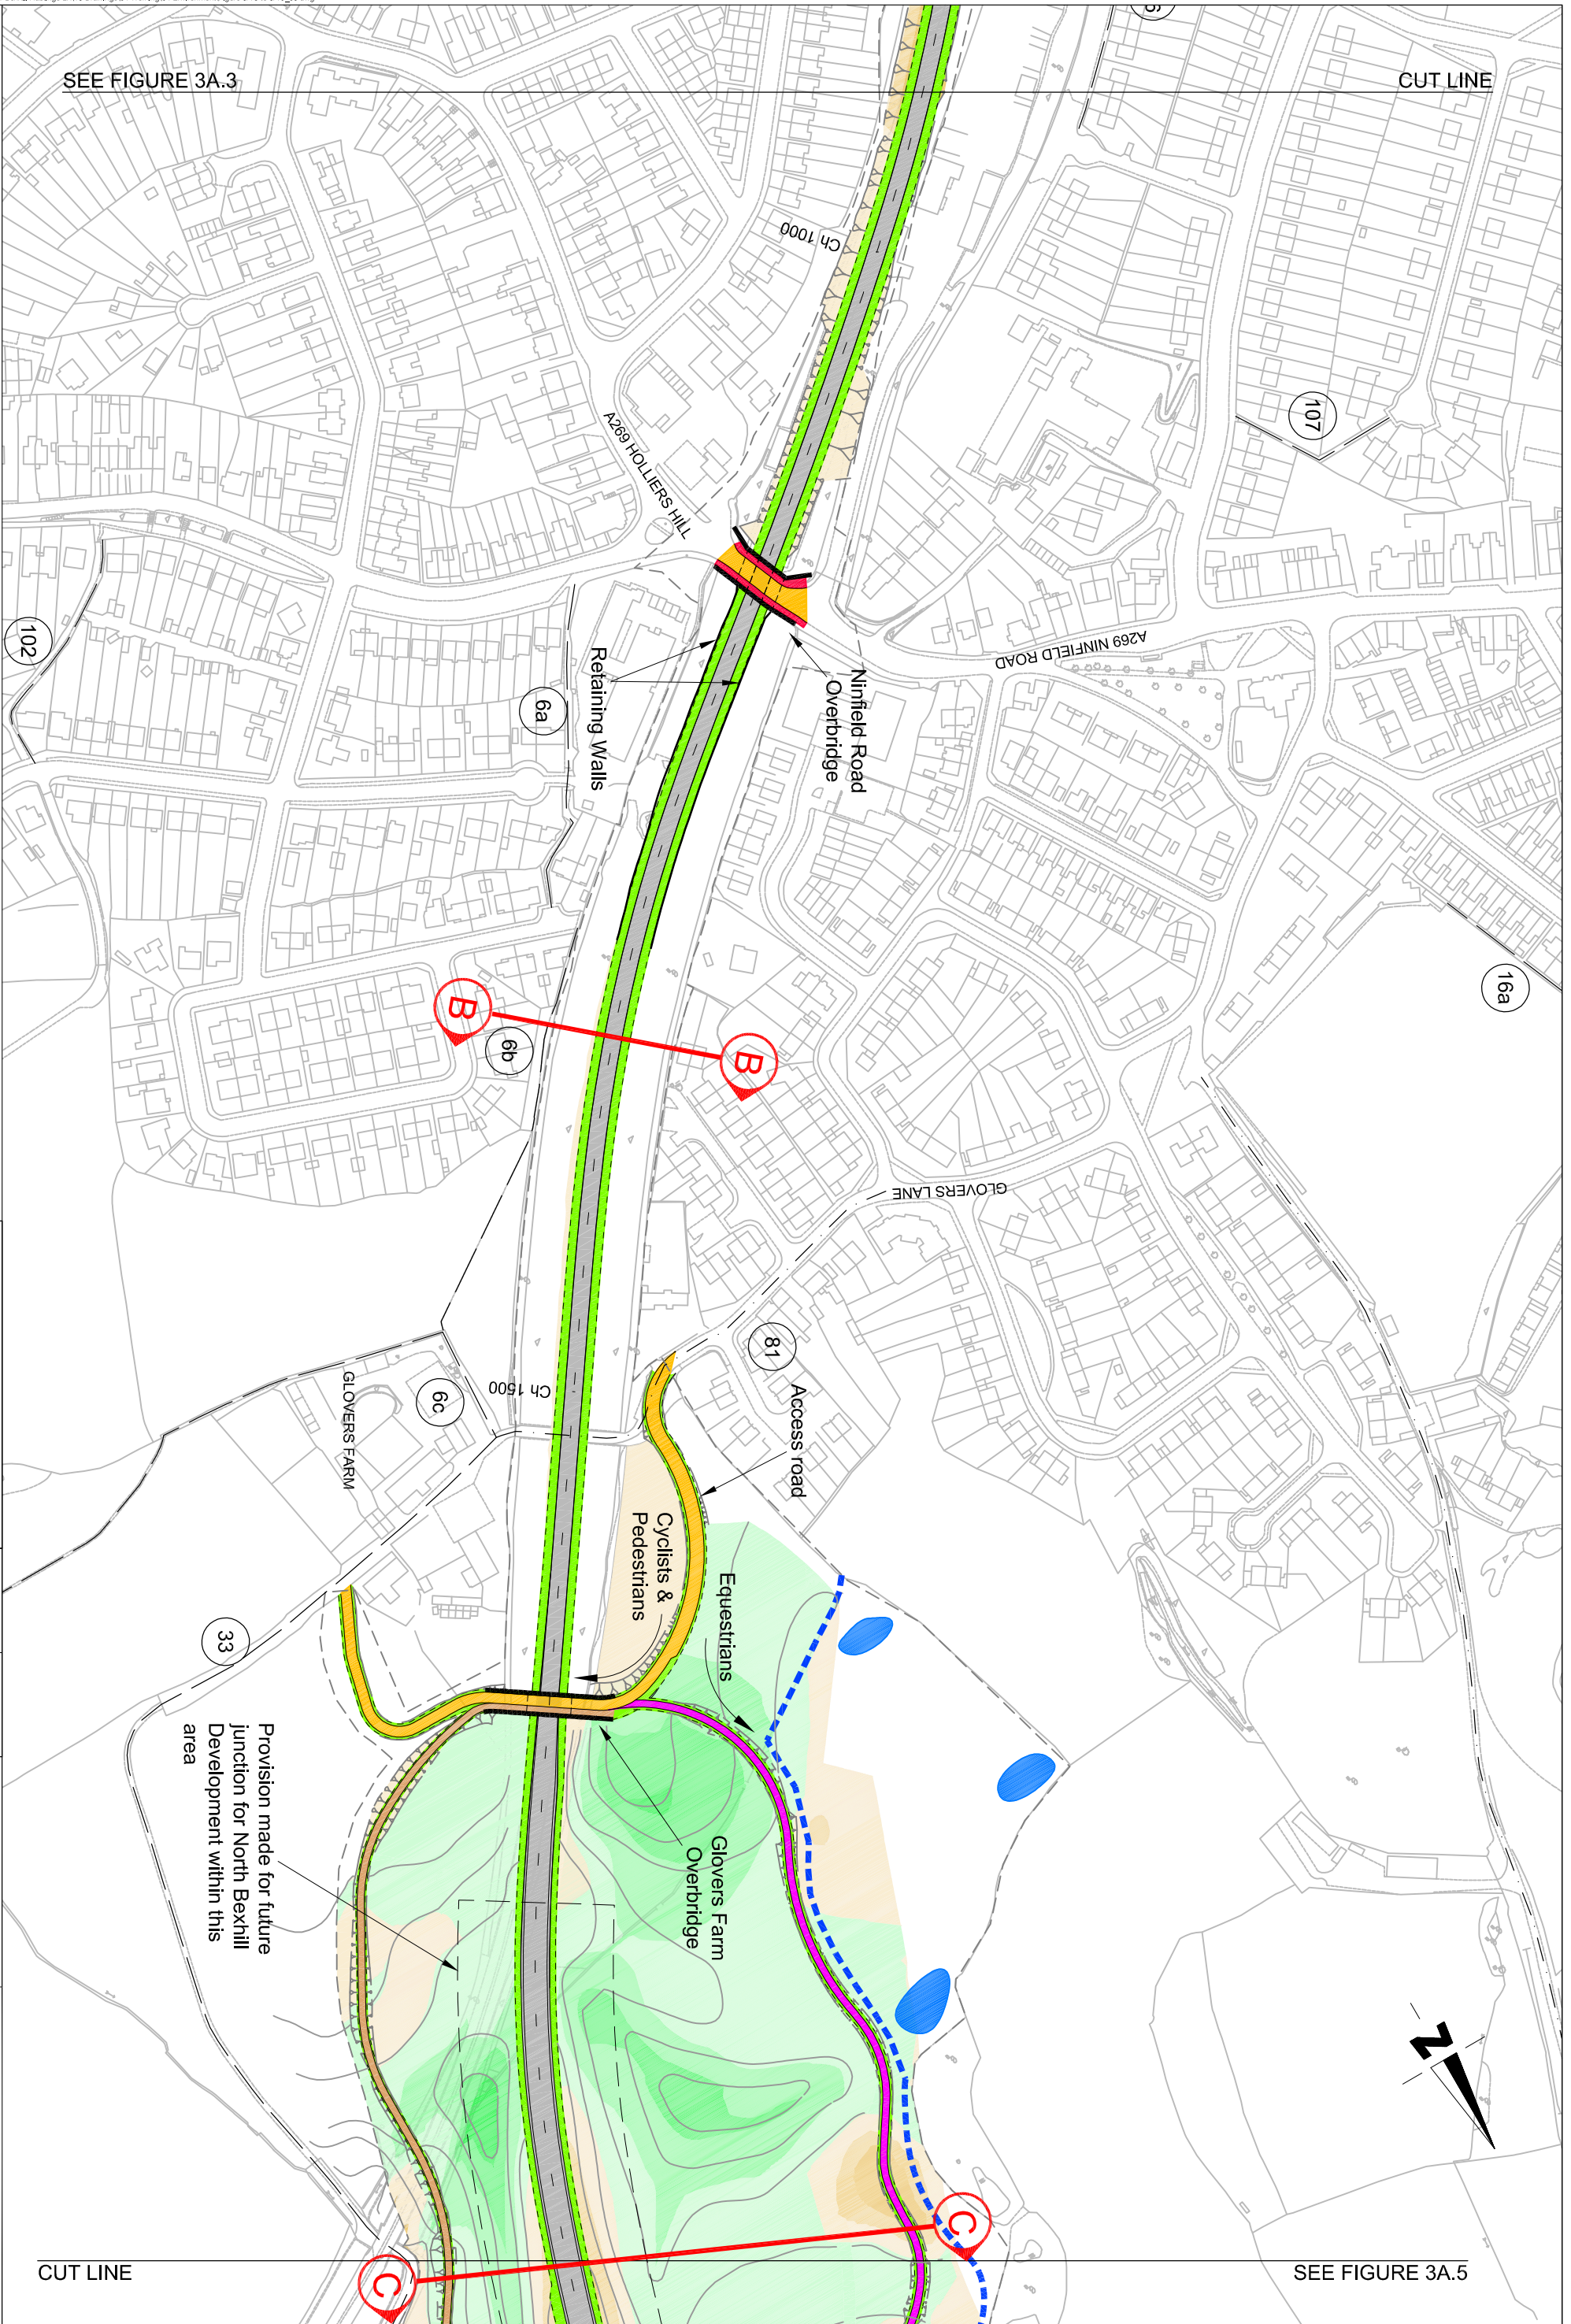 SEE FIGURE 3A.3
CUT LINE
Ch 1000
107
A269 HOLLIERS HILL
A269 NINFIELD ROAD
102
6a
Retaining Walls
Ninfield Road
Overbridge
16a
B
B
6b
GLOVERS LANE
81
Access road
Ch 1500
6c
GLOVERS FARM
Cyclists &
Pedestrians
Equestrians
33
Provision made for future
junction for North Bexhill
Development within this
area
Glovers Farm
Overbridge
N
C
C
CUT LINE
SEE FIGURE 3A.5